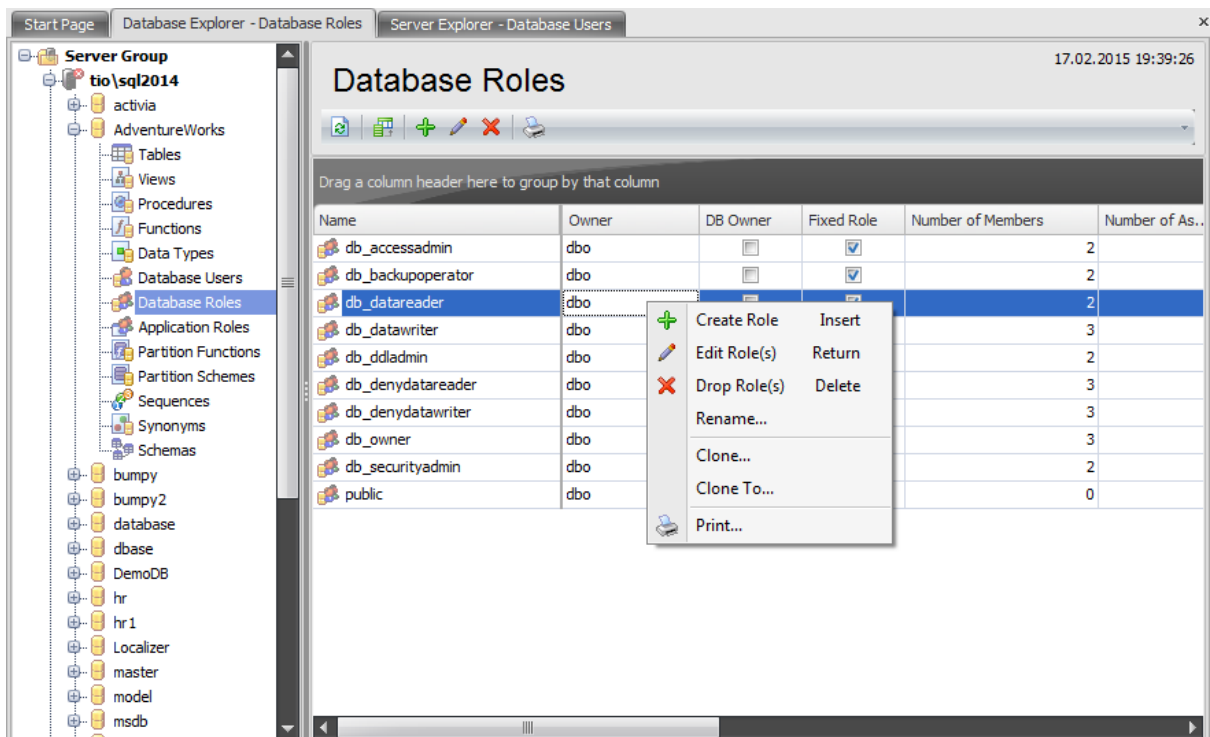 Start Page Database Explorer - Database Roles Server Explorer - Database Users
Server Group
tio\sql2014
activia
AdventureWorks
Tables
Views
Procedures
Functions
Data Types
Database Users
Database Roles
Application Roles
Partition Functions
Partition Schemes
Sequences
Synonyms
Schemas
bumpy
bumpy2
database
dbase
DemoDB
hr
hr1
Localizer
master
model
msdb
17.02.2015 19:39:26
Database Roles
Drag a column header here to group by that column
Name Owner DB Owner Fixed Role Number of Members Number of As..
db_accessadmin dbo 2
db_backupoperator dbo 2
db_datareader dbo 2
db_datawriter dbo 3
db_ddladmin dbo 2
db_denydatareader dbo 3
db_denydatawriter dbo 3
db_owner dbo 3
db_securityadmin dbo 2
public dbo 0
Create Role Insert
Edit Role(s) Return
Drop Role(s) Delete
Rename...
Clone...
Clone To...
Print...